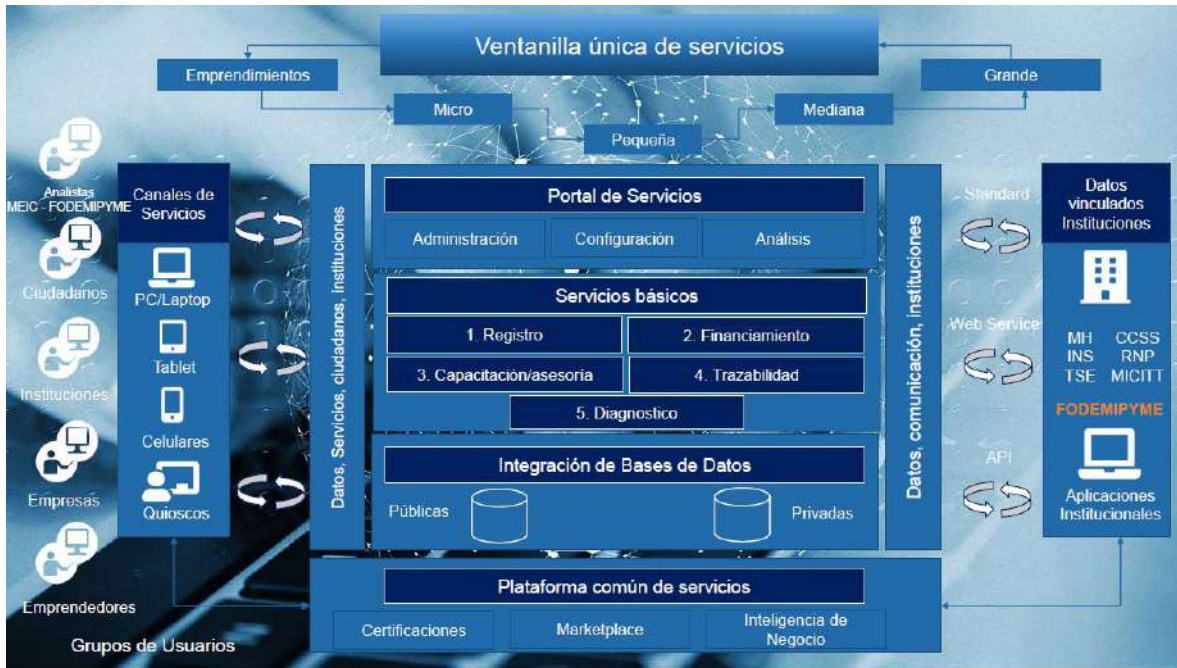 Ventanilla única de servicios
Emprendimientos
Grande
Micro
Mediana
Pequeña
Analistas
MEIC - FODEMIPYME
Ciudadanos
Instituciones
Empresas
Emprendedores
Grupos de Usuarios
Canales de
Servicios
PC/Laptop
Tablet
Celulares
Quioscos
Datos, Servicios, ciudadanos, instituciones
Portal de Servicios
Administración
Configuración
Análisis
Servicios básicos
1. Registro
2. Financiamiento
3. Capacitación/asesoría
4. Trazabilidad
5. Diagnostico
Integración de Bases de Datos
Públicas
Privadas
Plataforma común de servicios
Certificaciones
Marketplace
Inteligencia de
Negocio
Datos, comunicación, instituciones
Standard
Web Service
API
Datos
vinculados
Instituciones
MH CCSS
INS RNP
TSE MICITT
FODEMIPYME
Aplicaciones
Institucionales